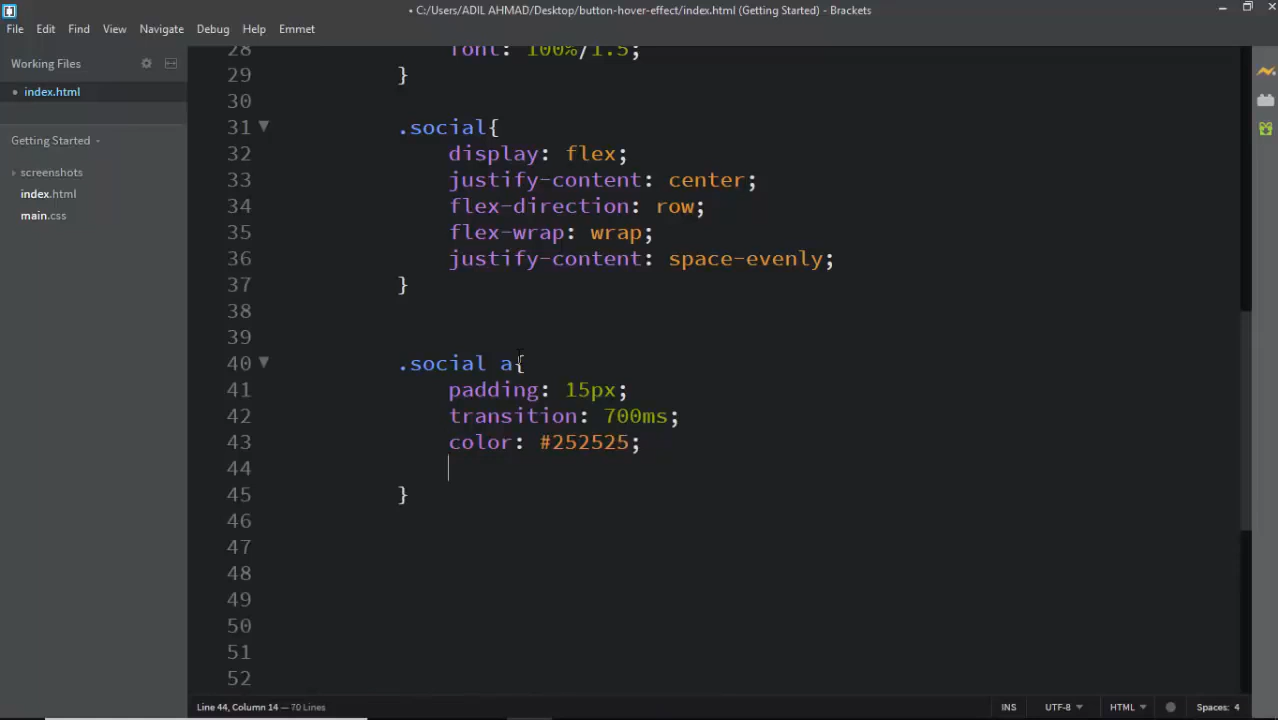 • C:/Users/ADIL AHMAD/Desktop/button-hover-effect/index.html (Getting Started) - Brackets
File Edit Find View Navigate Debug Help Emmet
Working Files
• index.html
Getting Started
screenshots
index.html
main.css
28 font: 100%/1.5;
29 }
30
31 .social{
32 display: flex;
33 justify-content: center;
34 flex-direction: row;
35 flex-wrap: wrap;
36 justify-content: space-evenly;
37 }
38
39
40 .social a{
41 padding: 15px;
42 transition: 700ms;
43 color: #252525;
44
45 }
46
47
48
49
50
51
52
Line 44, Column 14 — 70 Lines
INS UTF-8 HTML Spaces: 4